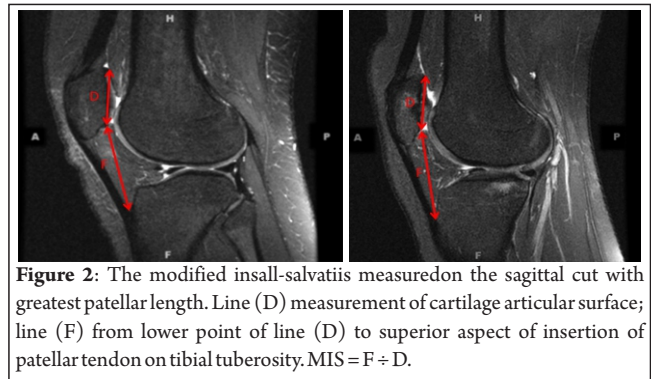 H
H
D
D
A
P
A
P
F
F
F
F
Figure 2: The modified insall-salvatiis measuredon the sagittal cut with
greatest patellar length. Line (D) measurement of cartilage articular surface;
line (F) from lower point of line (D) to superior aspect of insertion of
patellar tendon on tibial tuberosity. MIS = F ÷ D.